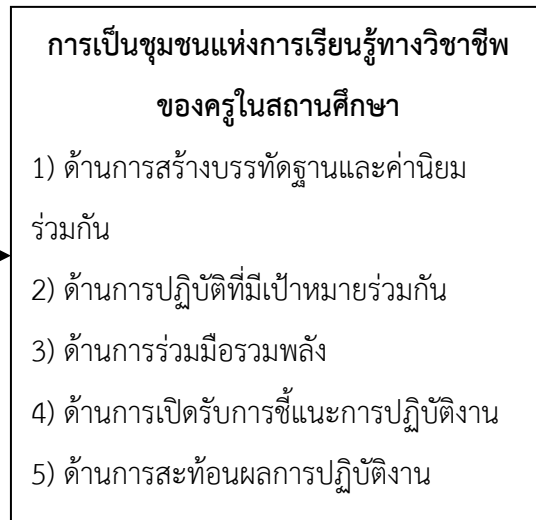 การเป็นชุมชนแห่งการเรียนรู้ทางวิชาชีพ
ของครูในสถานศึกษา
1) ด้านการสร้างบรรทัดฐานและค่านิยม
ร่วมกัน
2) ด้านการปฏิบัติที่มีเป้าหมายร่วมกัน
3) ด้านการร่วมมือรวมพลัง
4) ด้านการเปิดรับการชี้แนะการปฏิบัติงาน
5) ด้านการสะท้อนผลการปฏิบัติงาน